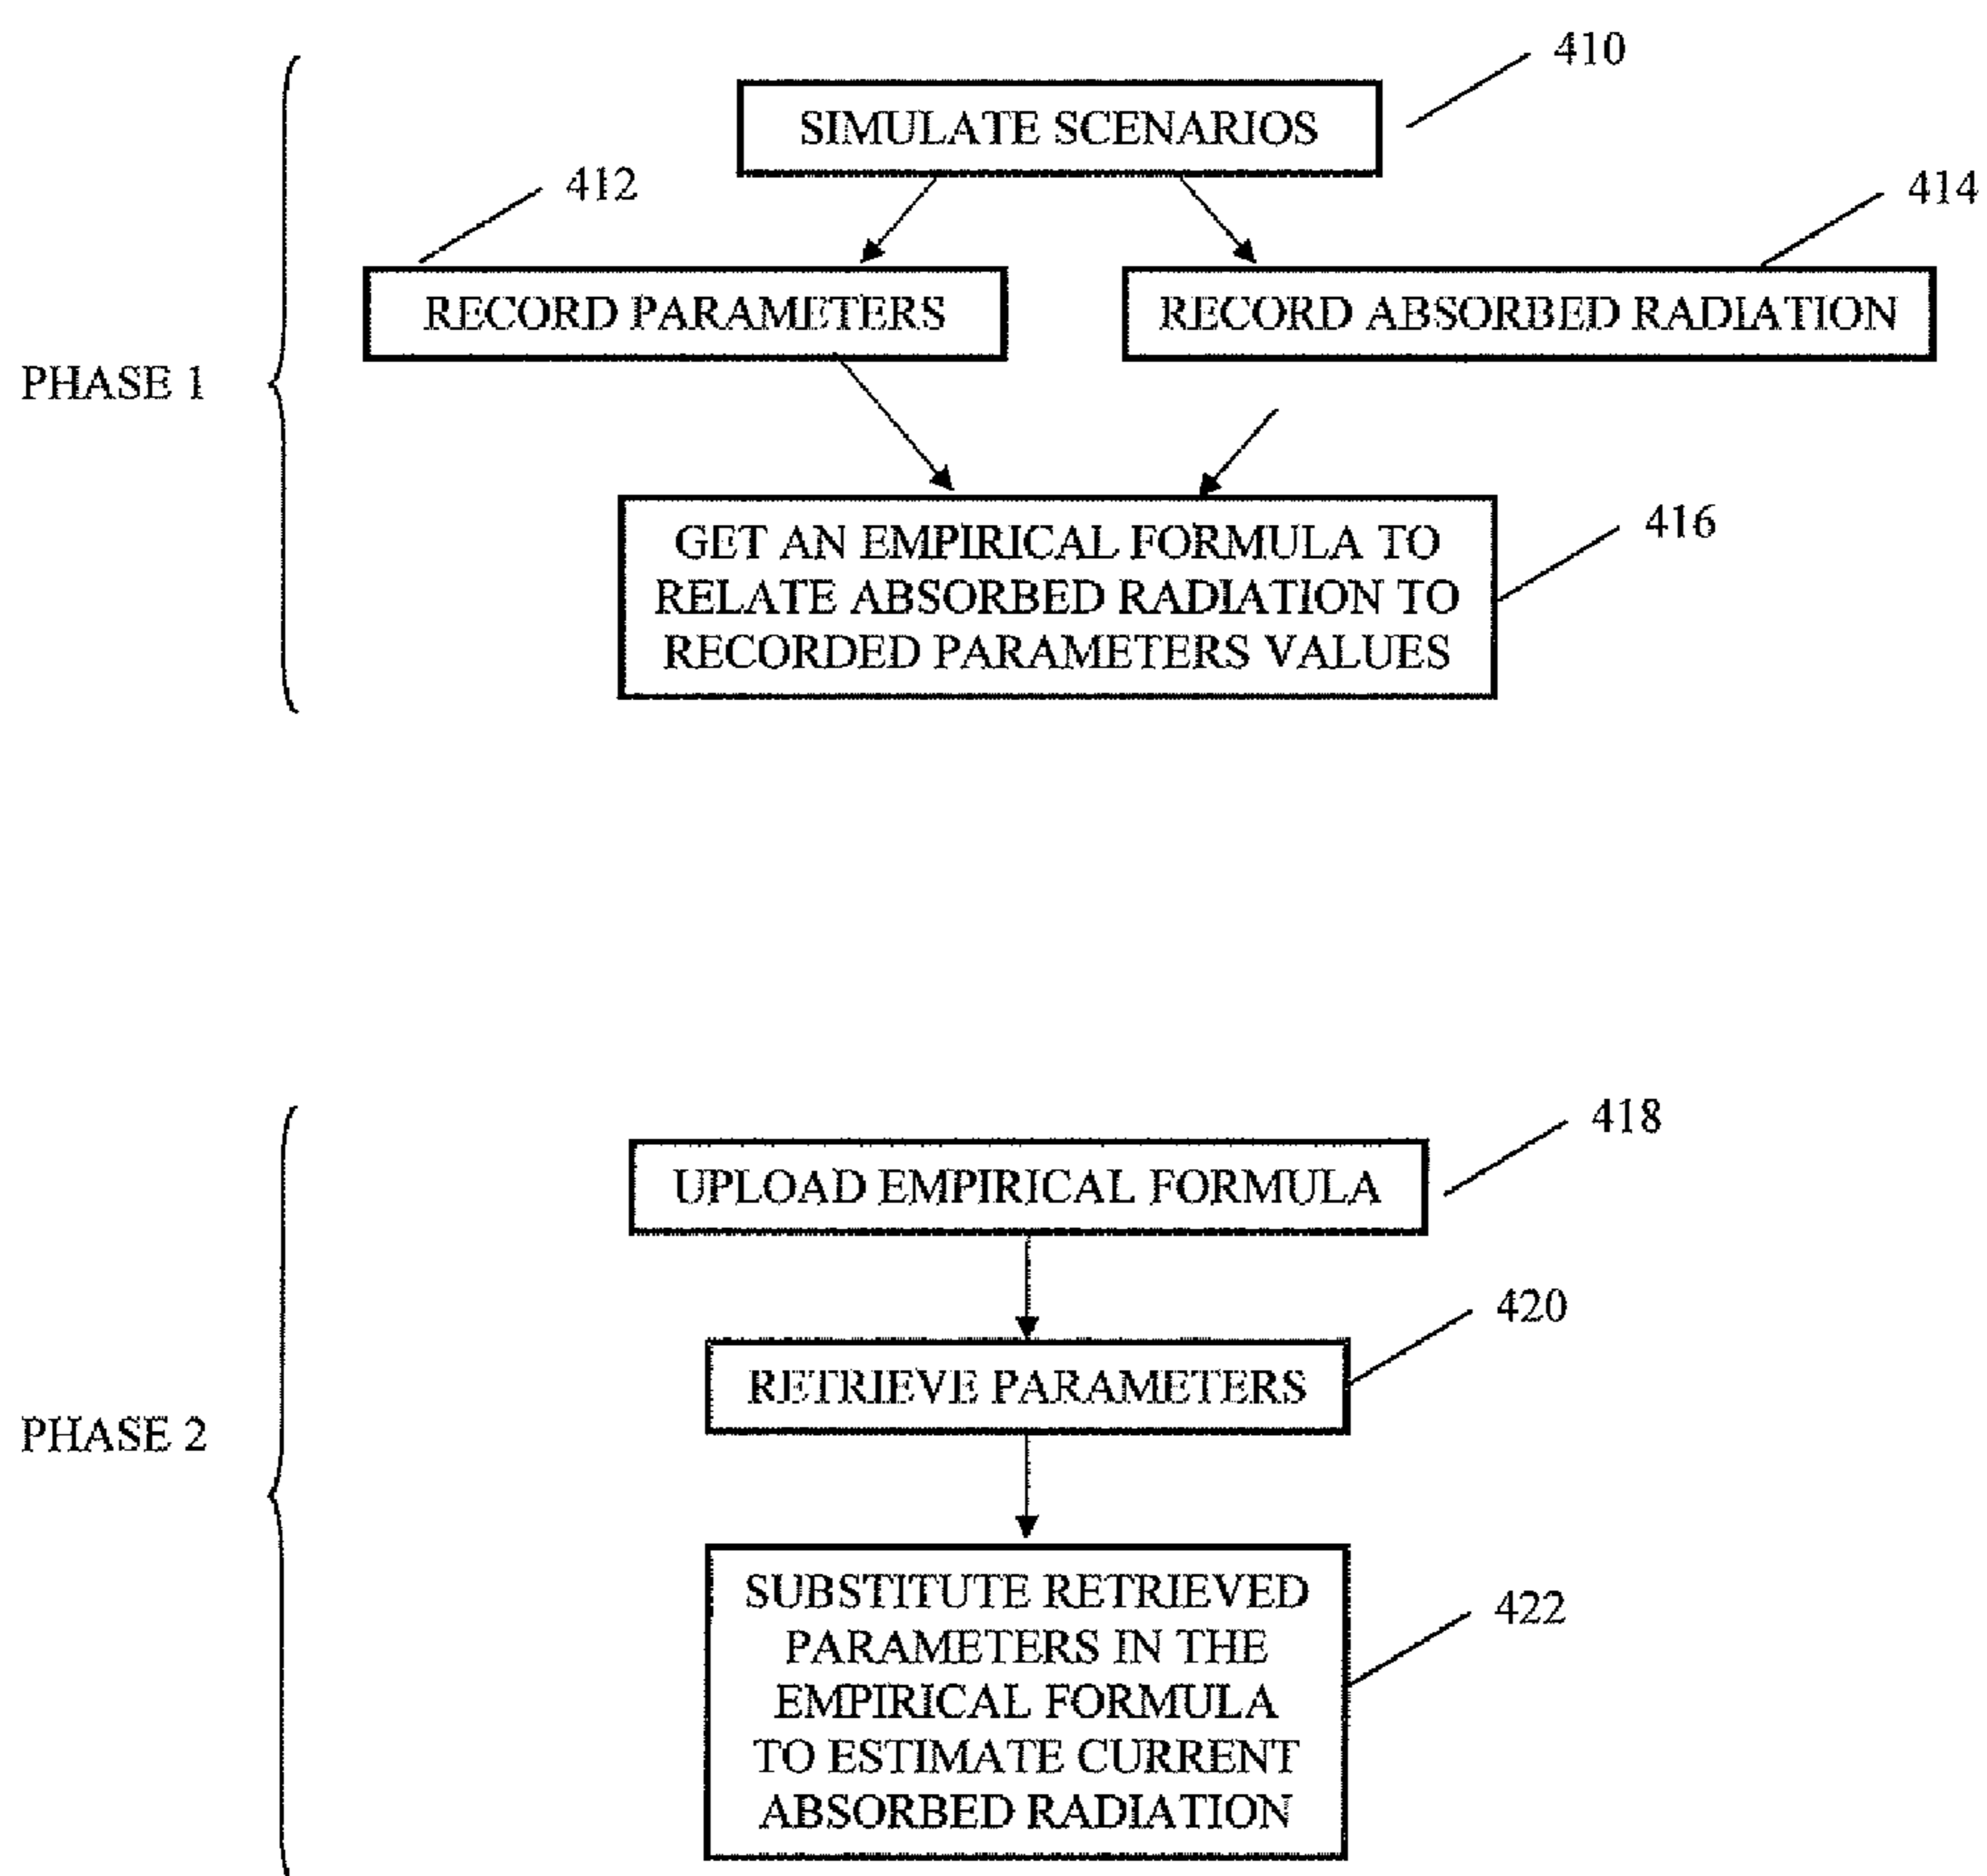 410
SIMULATE SCENARIOS
412
414
RECORD PARAMETERS
RECORD ABSORBED RADIATION
PHASE 1
416
GET AN EMPIRICAL FORMULA TO
RELATE ABSORBED RADIATION TO
RECORDED PARAMETERS VALUES
418
UPLOAD EMPIRICAL FORMULA
420
RETRIEVE PARAMETERS
PHASE 2
422
SUBSTITUTE RETRIEVED
PARAMETERS IN THE
EMPIRICAL FORMULA
TO ESTIMATE CURRENT
ABSORBED RADIATION